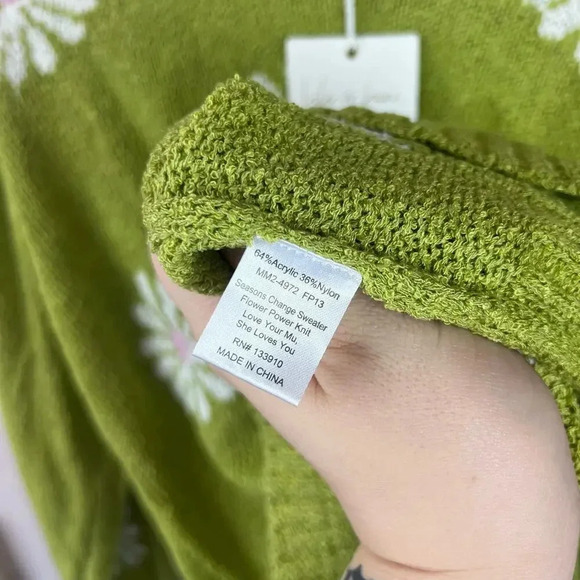 64%Acrylic 36%Nylon
MM2-4972 FP13
Seasons Change Sweater
Flower Power Knit
Love Your Mu,
She Loves You
RN# 133910
MADE IN CHINA